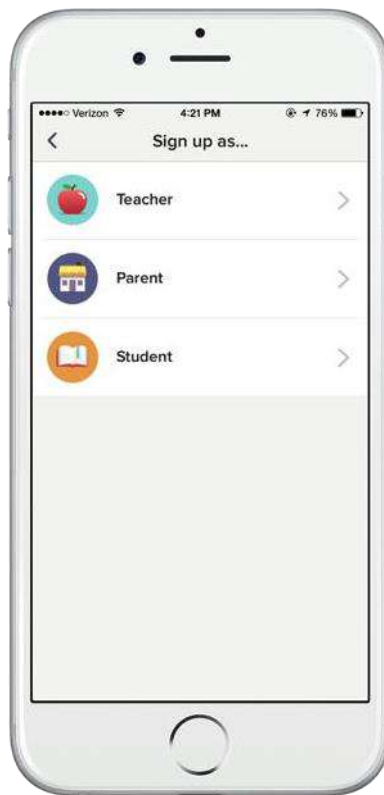 ●●●●○ Verizon 4:21 PM 76%
Sign up as...
Teacher
Parent
Student